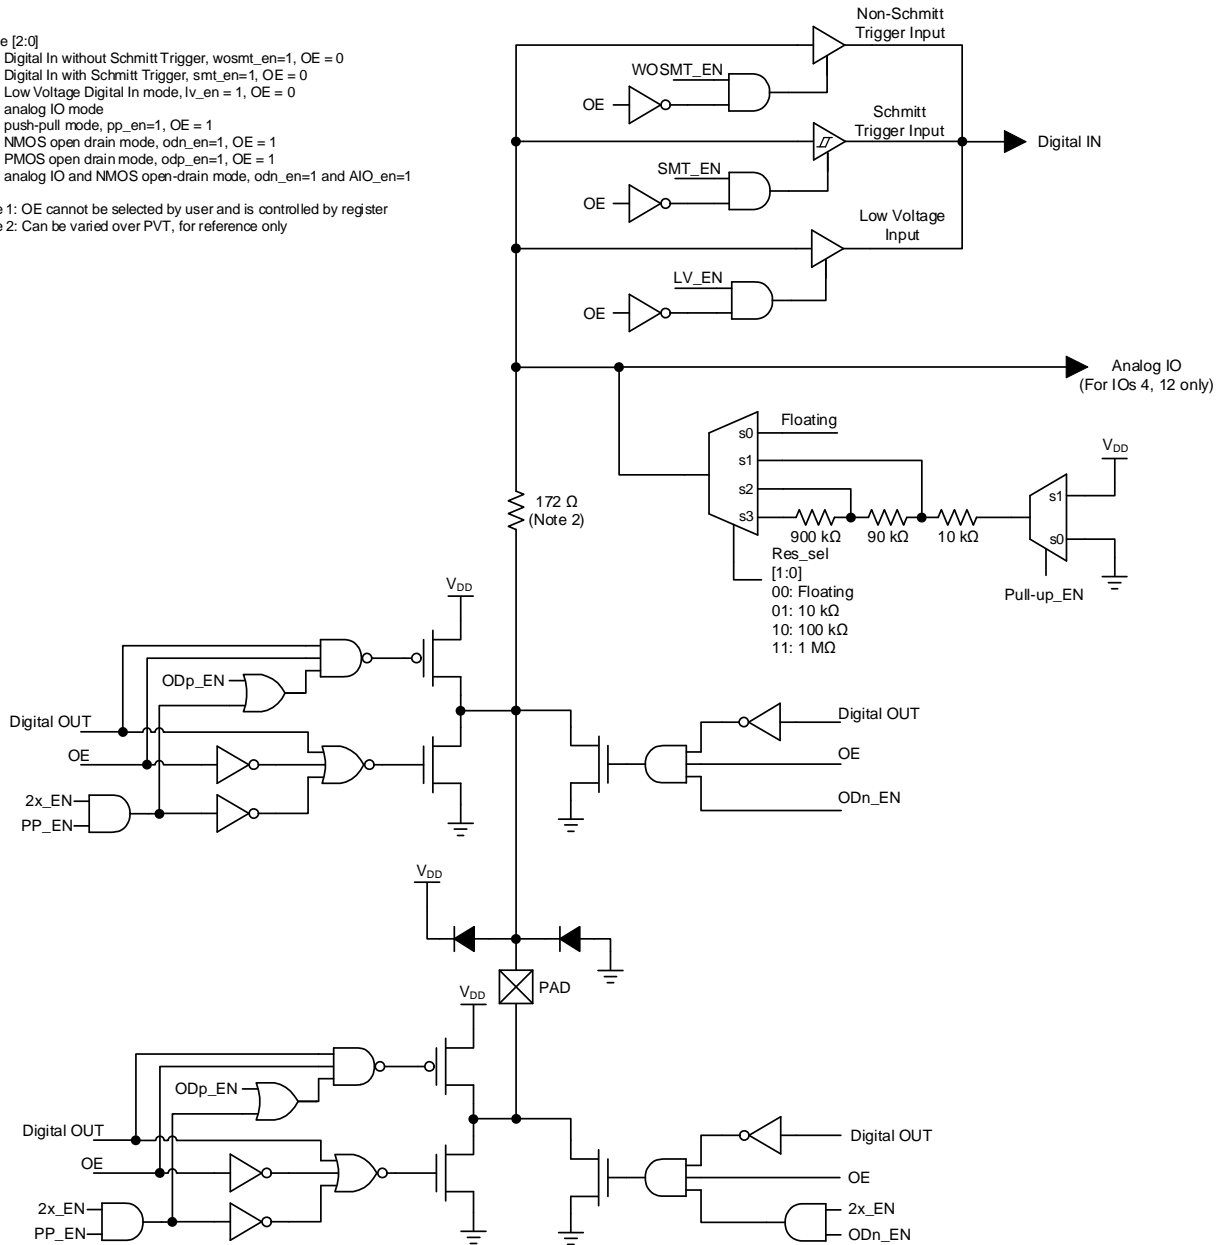 e [2:0]
Digital In without Schmitt Trigger, wosmt_en=1, OE = 0
Digital In with Schmitt Trigger, smt_en=1, OE = 0
Low Voltage Digital In mode, lv_en = 1, OE = 0
analog IO mode
push-pull mode, pp_en=1, OE = 1
NMOS open drain mode, odn_en=1, OE = 1
PMOS open drain mode, odp_en=1, OE = 1
analog IO and NMOS open-drain mode, odn_en=1 and AIO_en=1
e 1: OE cannot be selected by user and is controlled by register
e 2: Can be varied over PVT, for reference only
Non-Schmitt
Trigger Input
WOSMT_EN
OE
Schmitt
Trigger Input
Digital IN
SMT_EN
OE
Low Voltage
Input
LV_EN
OE
Analog IO
(For IOs 4, 12 only)
s0
Floating
s1
s2
s3
900 kΩ
90 kΩ
10 kΩ
VDD
s1
s0
Pull-up_EN
172 Ω
(Note 2)
Res_sel
[1:0]
00: Floating
01: 10 kΩ
10: 100 kΩ
11: 1 MΩ
VDD
ODp_EN
Digital OUT
OE
2x_EN
PP_EN
Digital OUT
OE
ODn_EN
VDD
PAD
VDD
ODp_EN
Digital OUT
OE
2x_EN
PP_EN
Digital OUT
OE
2x_EN
ODn_EN